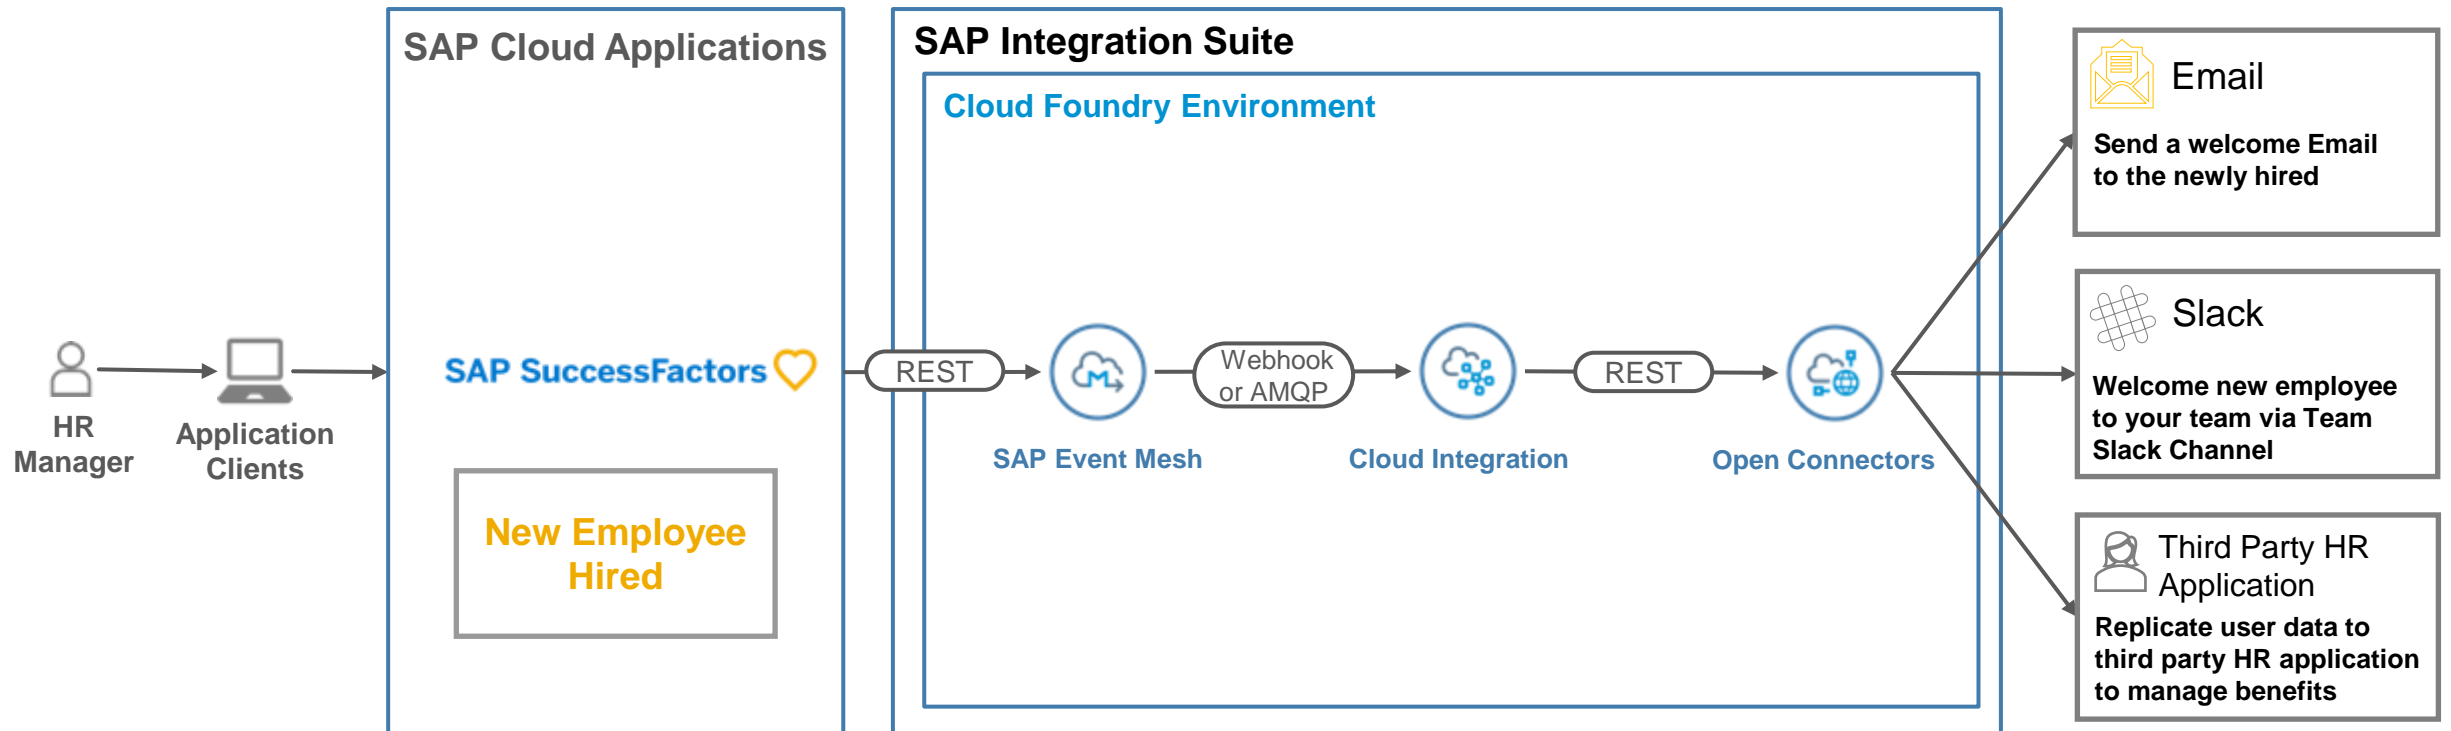 SAP Cloud Applications
SAP Integration Suite
Cloud Foundry Environment
HR
Manager
Application
Clients
SAP SuccessFactors
New Employee
Hired
REST
SAP Event Mesh
Webhook
or AMQP
Cloud Integration
REST
Open Connectors
Email
Send a welcome Email
to the newly hired
Slack
Welcome new employee
to your team via Team
Slack Channel
Third Party HR
Application
Replicate user data to
third party HR application
to manage benefits